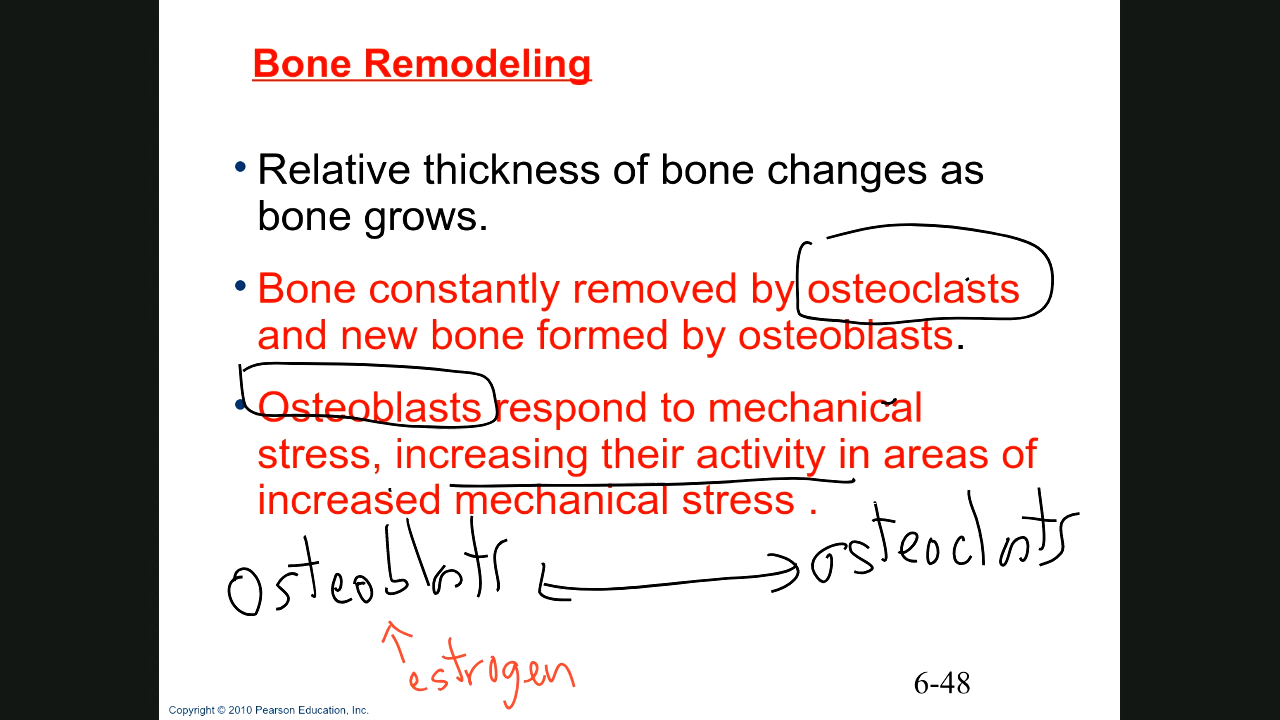 Bone Remodeling
• Relative thickness of bone changes as
bone grows.
• Bone constantly removed by osteoclasts
and new bone formed by osteoblasts.
• Osteoblasts respond to mechanical
stress, increasing their activity in areas of
increased mechanical stress .
osteoblasts osteoclasts
estrogen
6-48
Copyright © 2010 Pearson Education, Inc.